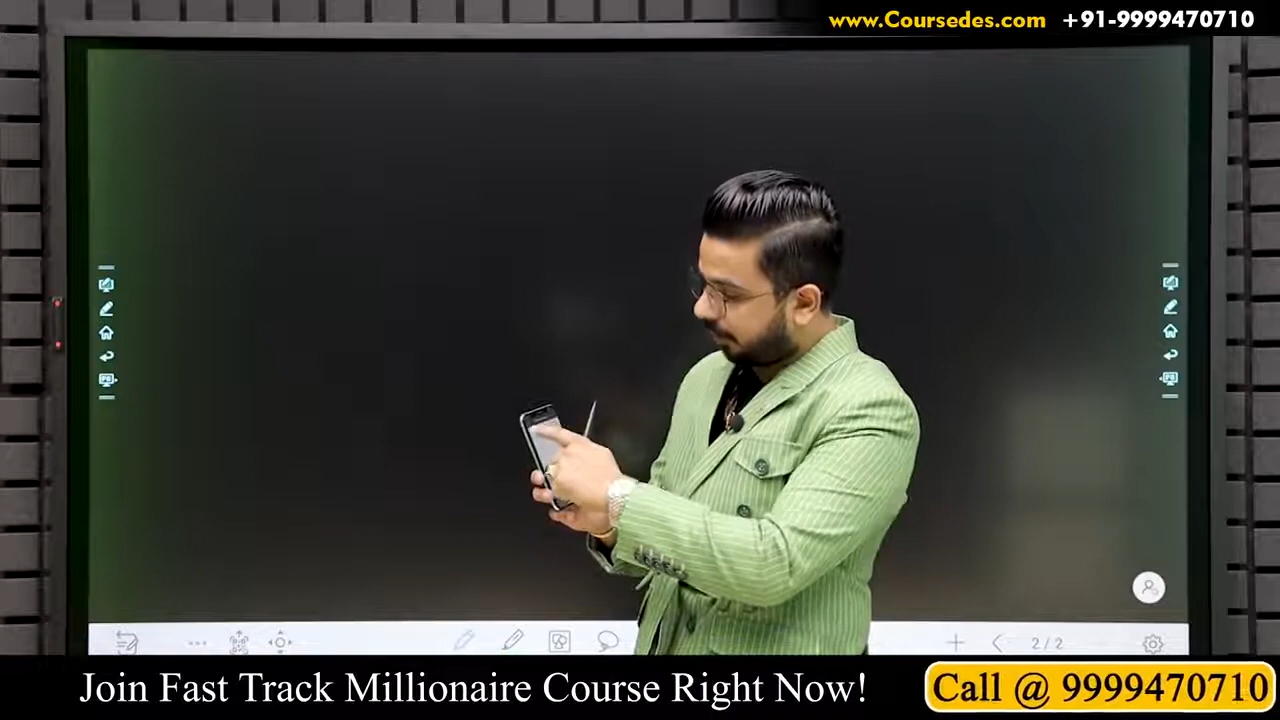 www.Coursedes.com +91-9999470710
2/2
Join Fast Track Millionaire Course Right Now!
Call @ 9999470710